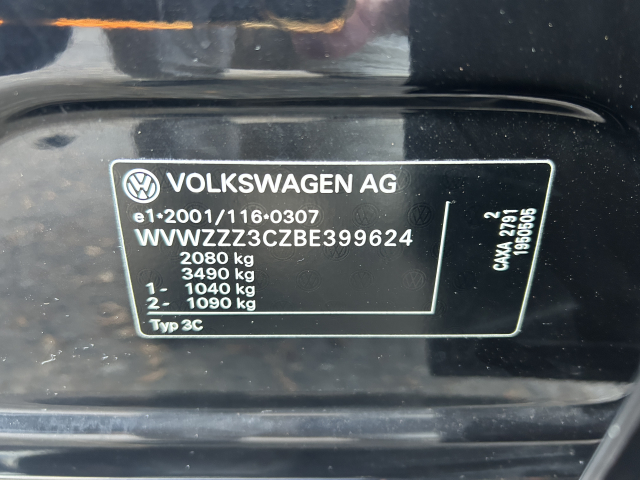 VOLKSWAGEN AG
e1*2001/116*0307
WVWZZZ3CZBE399624
2080 kg
3490 kg
1- 1040 kg
2- 1090 kg
Typ 3C
2
CAXA 2791
1950505